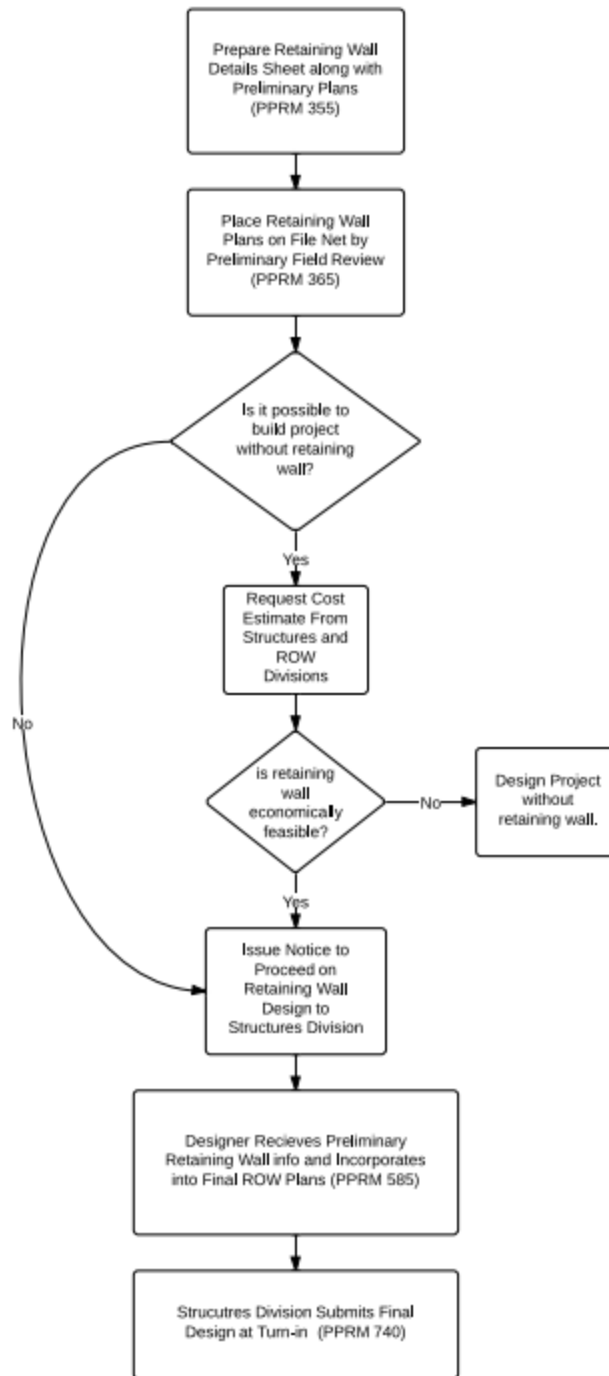 Prepare Retaining Wall
Details Sheet along with
Preliminary Plans
(PPRM 355)
Place Retaining Wall
Plans on File Net by
Preliminary Field Review
(PPRM 365)
Is it possible to
build project
without retaining
wall?
Yes
Request Cost
Estimate From
Structures and
ROW
Divisions
No
is retaining
wall
economically
feasible?
No
Design Project
without
retaining wall.
Yes
Issue Notice to
Proceed on
Retaining Wall
Design to
Structures Division
Designer Recieves Preliminary
Retaining Wall info and Incorporates
into Final ROW Plans (PPRM 585)
Strucutres Division Submits Final
Design at Turn-in (PPRM 740)